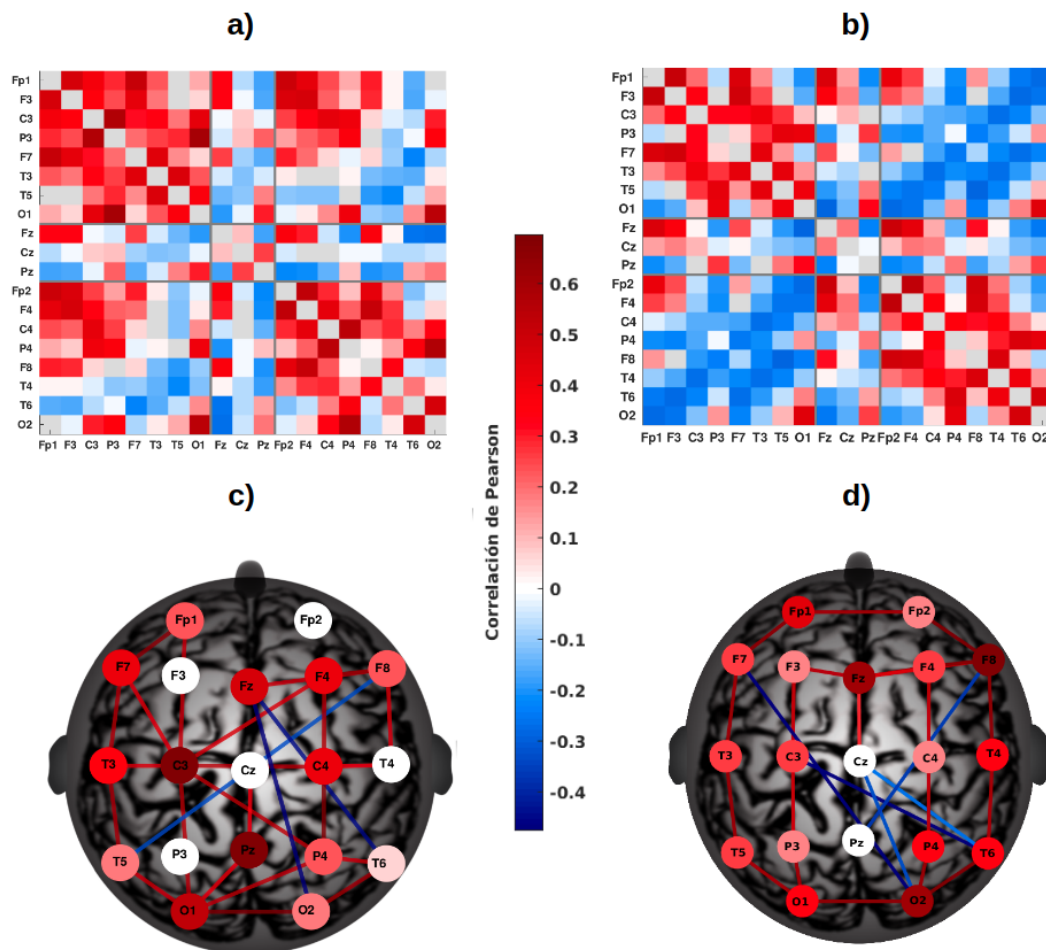 a)
b)
Fp1
F3
C3
P3
F7
T3
T5
O1
Fz
Cz
Pz
Fp2
F4
C4
P4
F8
T4
T6
O2
Fp1 F3 C3 P3 F7 T3 T5 O1 Fz Cz Pz Fp2 F4 C4 P4 F8 T4 T6 O2
Fp1
F3
C3
P3
F7
T3
T5
O1
Fz
Cz
Pz
Fp2
F4
C4
P4
F8
T4
T6
O2
Fp1 F3 C3 P3 F7 T3 T5 O1 Fz Cz Pz Fp2 F4 C4 P4 F8 T4 T6 O2
Correlación de Pearson
0.6
0.5
0.4
0.3
0.2
0.1
0
-0.1
-0.2
-0.3
-0.4
c)
Fp1 Fp2
F7 F3 Fz F4 F8
T3 C3 Cz C4 T4
T5 P3 Pz P4 T6
O1 O2
d)
Fp1 Fp2
F7 F3 Fz F4 F8
T3 C3 Cz C4 T4
T5 P3 Pz P4 T6
O1 O2